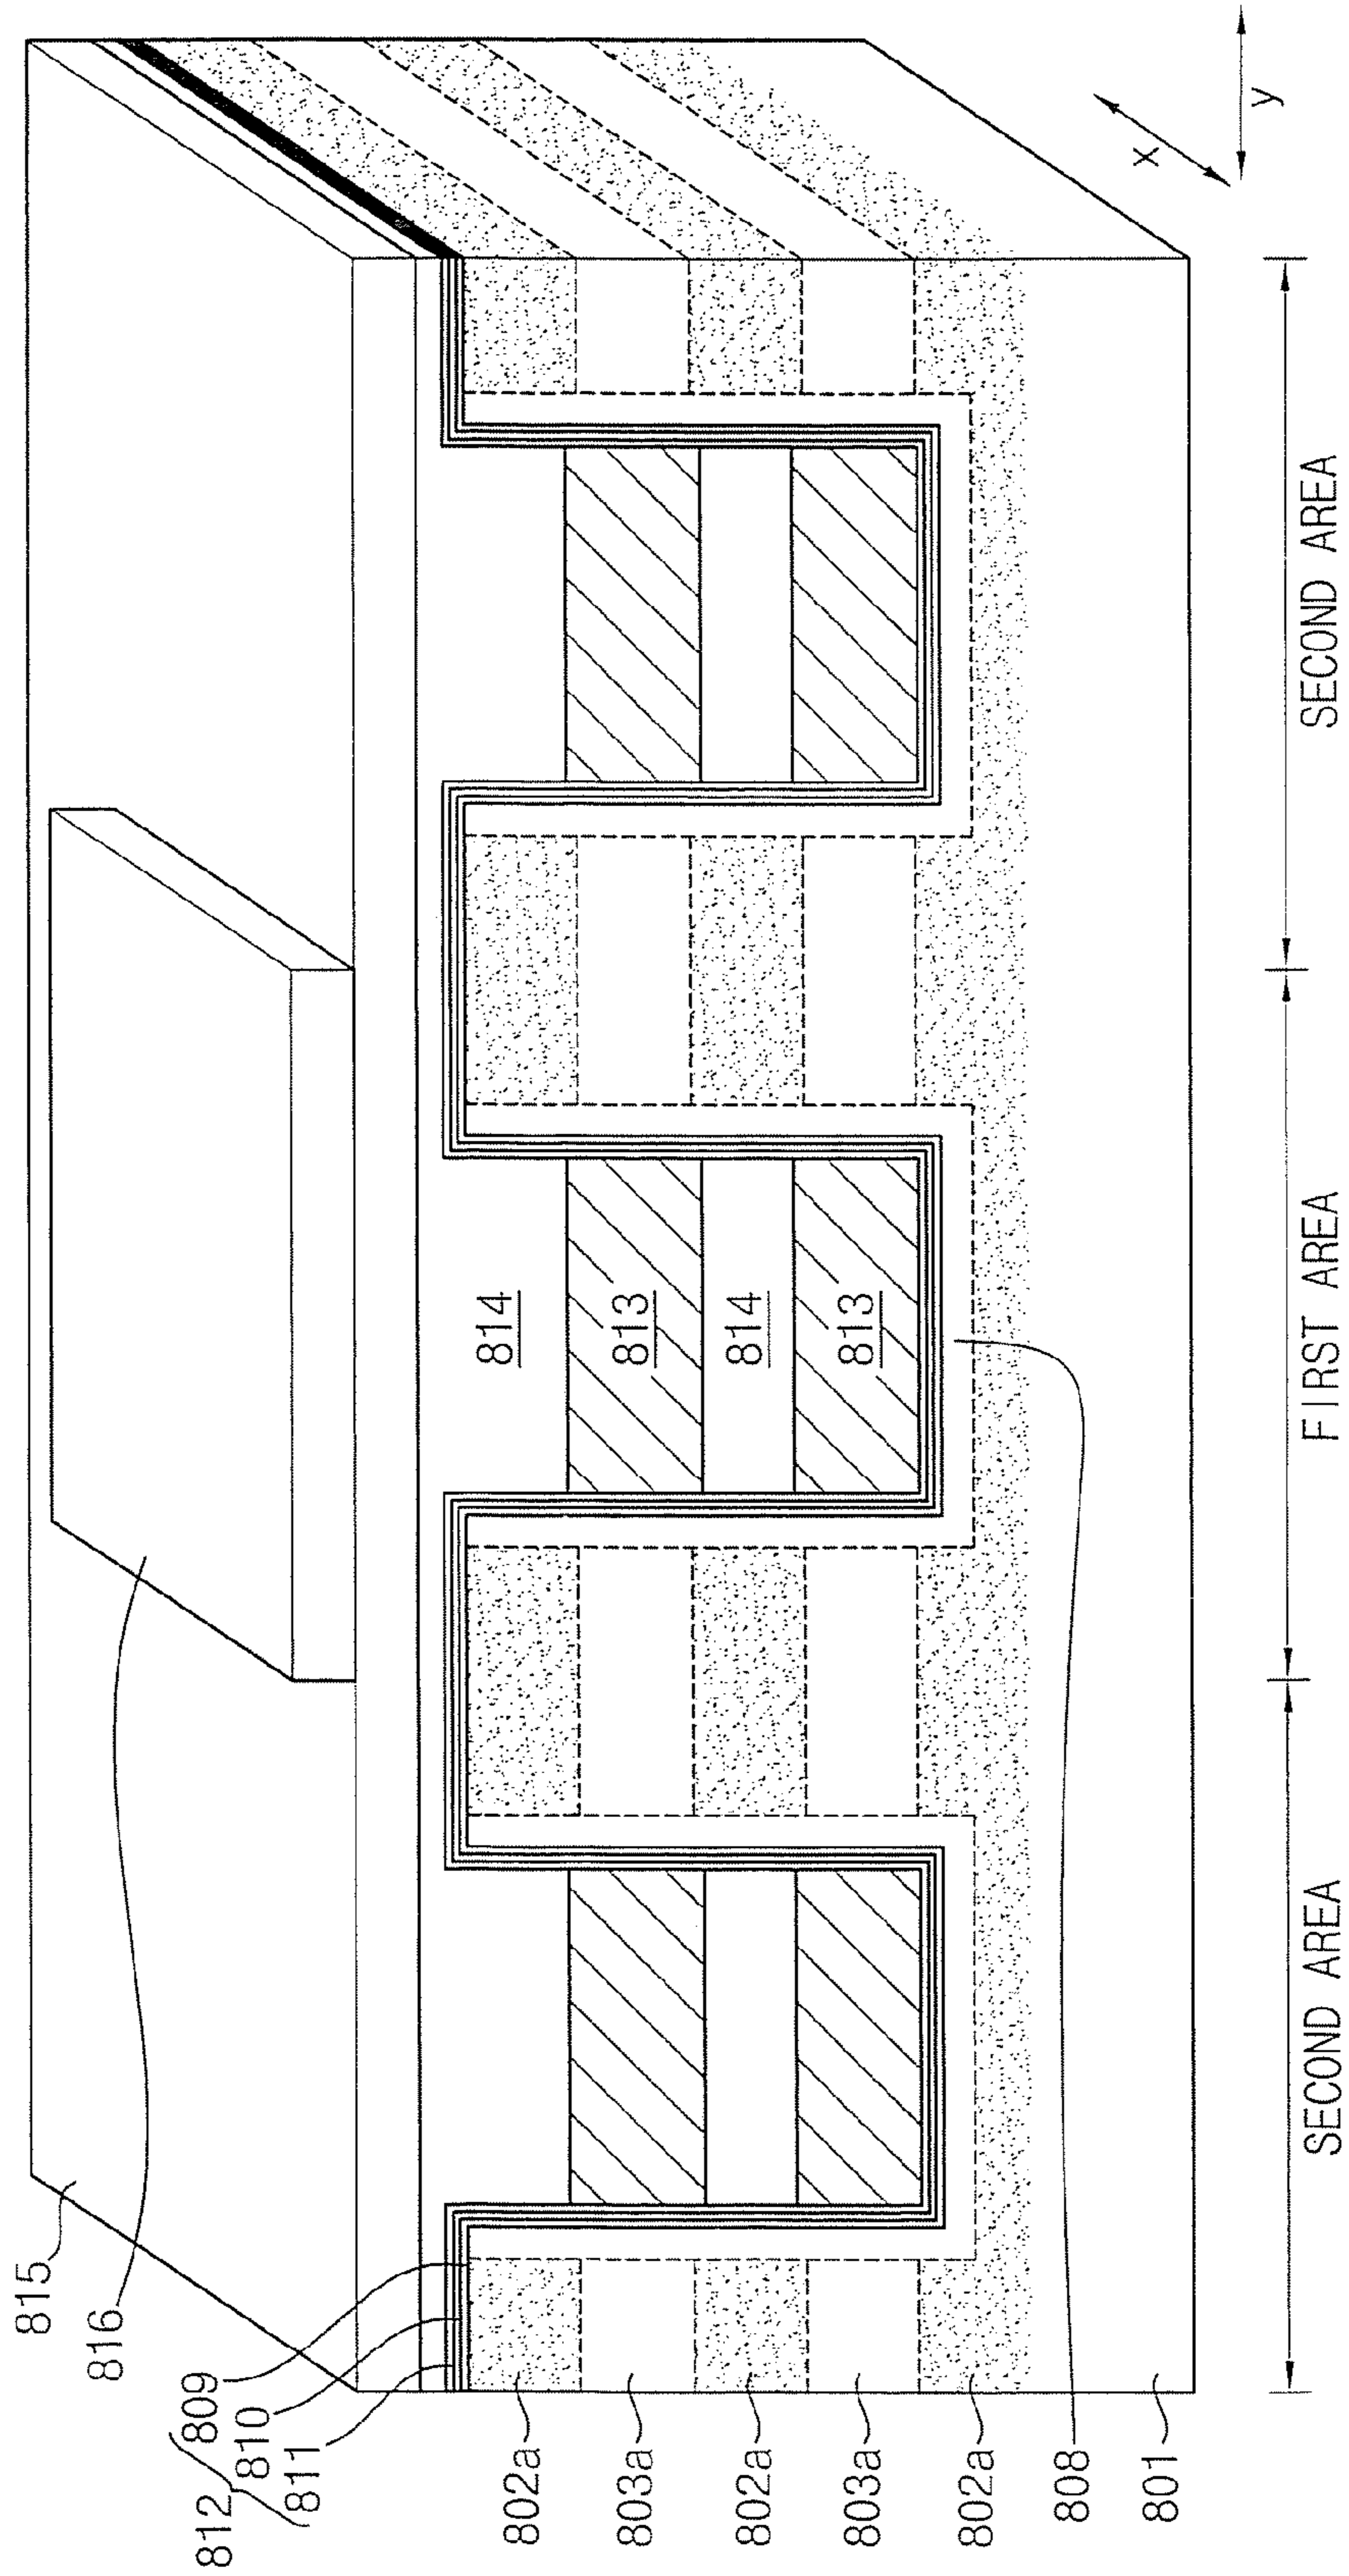 815
816
812
809
810
811
802a
803a
802a
803a
802a
808
801
814
813
814
813
x
y
SECOND AREA
FIRST AREA
SECOND AREA